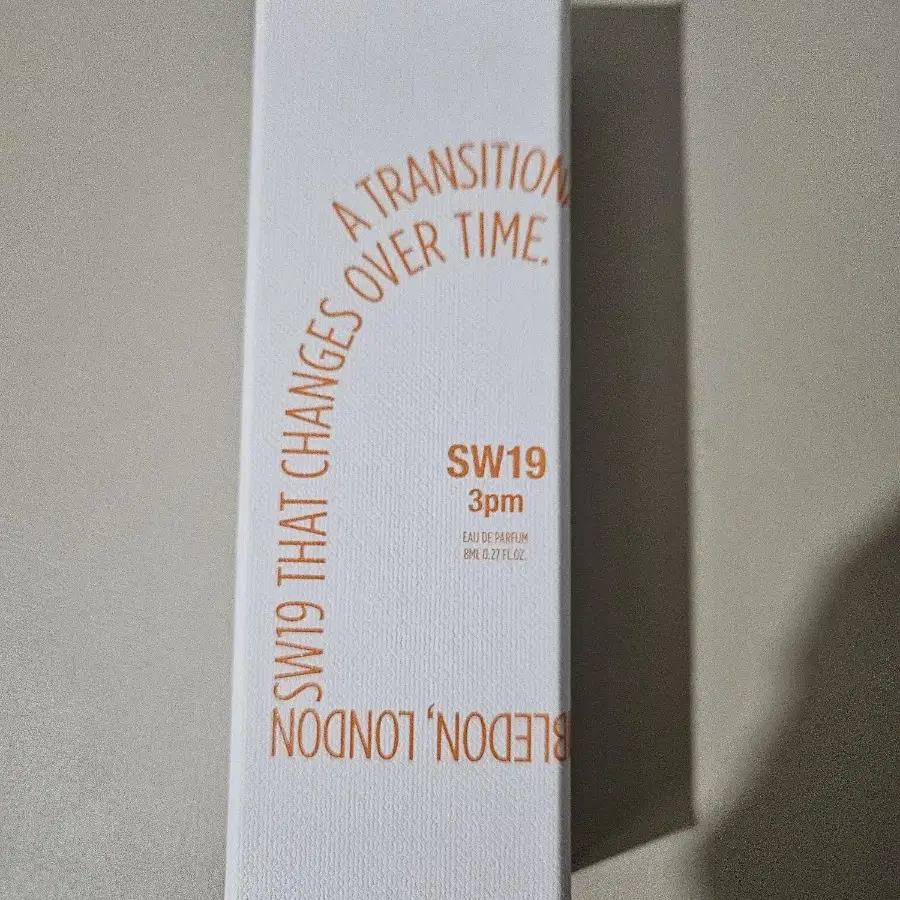 A TRANSITION
SW19 THAT CHANGES OVER TIME.
SW19
3pm
EAU DE PARFUM
8ML 0.27 FL.OZ.
BLEDON, LONDON